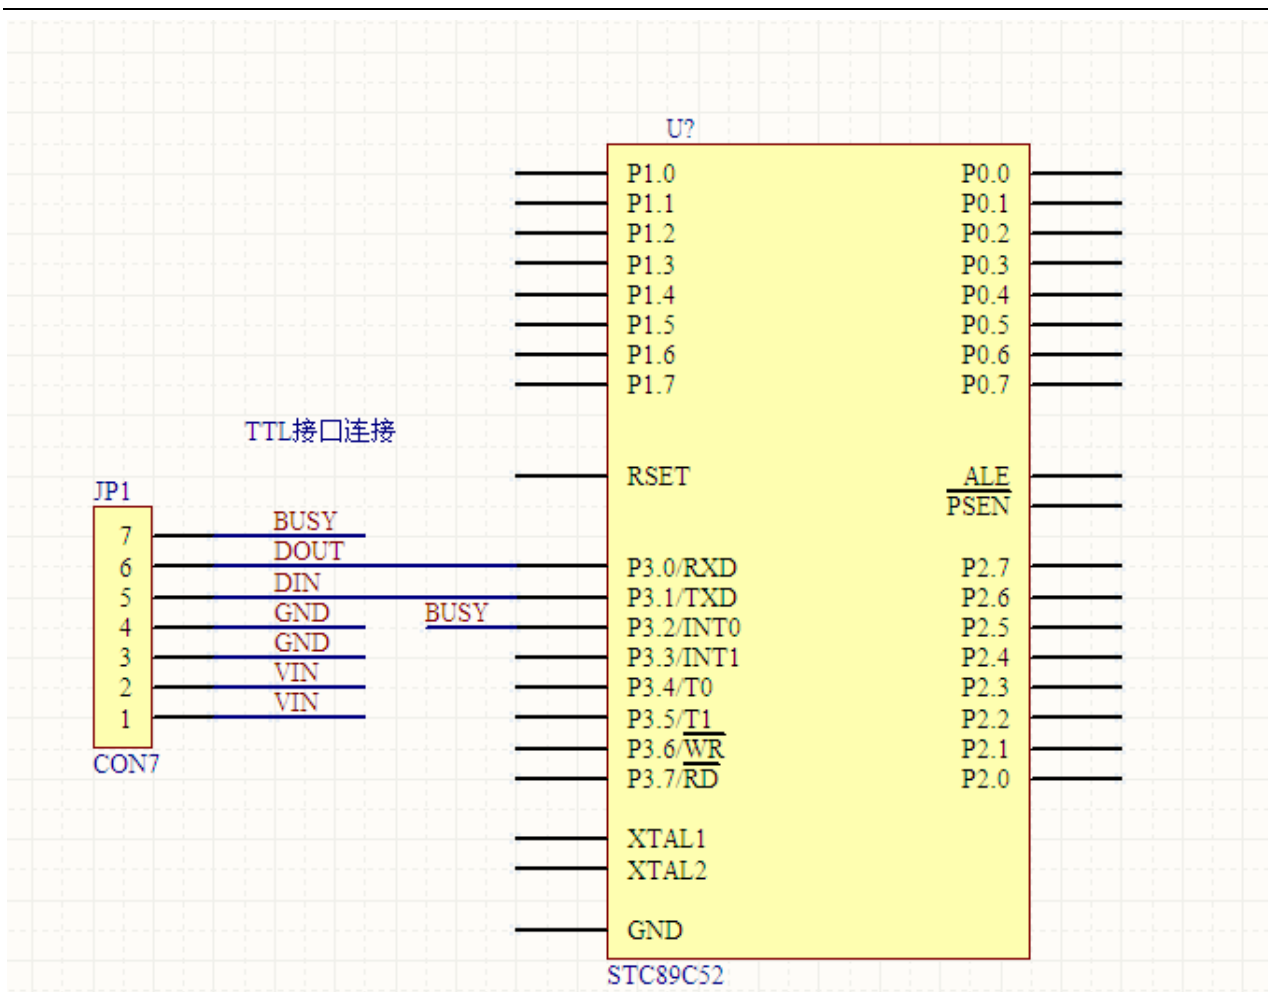 U?
P1.0 P0.0
P1.1 P0.1
P1.2 P0.2
P1.3 P0.3
P1.4 P0.4
P1.5 P0.5
P1.6 P0.6
P1.7 P0.7
TTL接口连接
RSET ALE
PSEN
JP1
7 BUSY
6 DOUT P3.0/RXD P2.7
5 DIN P3.1/TXD P2.6
4 GND BUSY P3.2/INT0 P2.5
3 GND P3.3/INT1 P2.4
2 VIN P3.4/T0 P2.3
1 VIN P3.5/T1 P2.2
P3.6/WR P2.1
CON7
P3.7/RD P2.0
XTAL1
XTAL2
GND
STC89C52